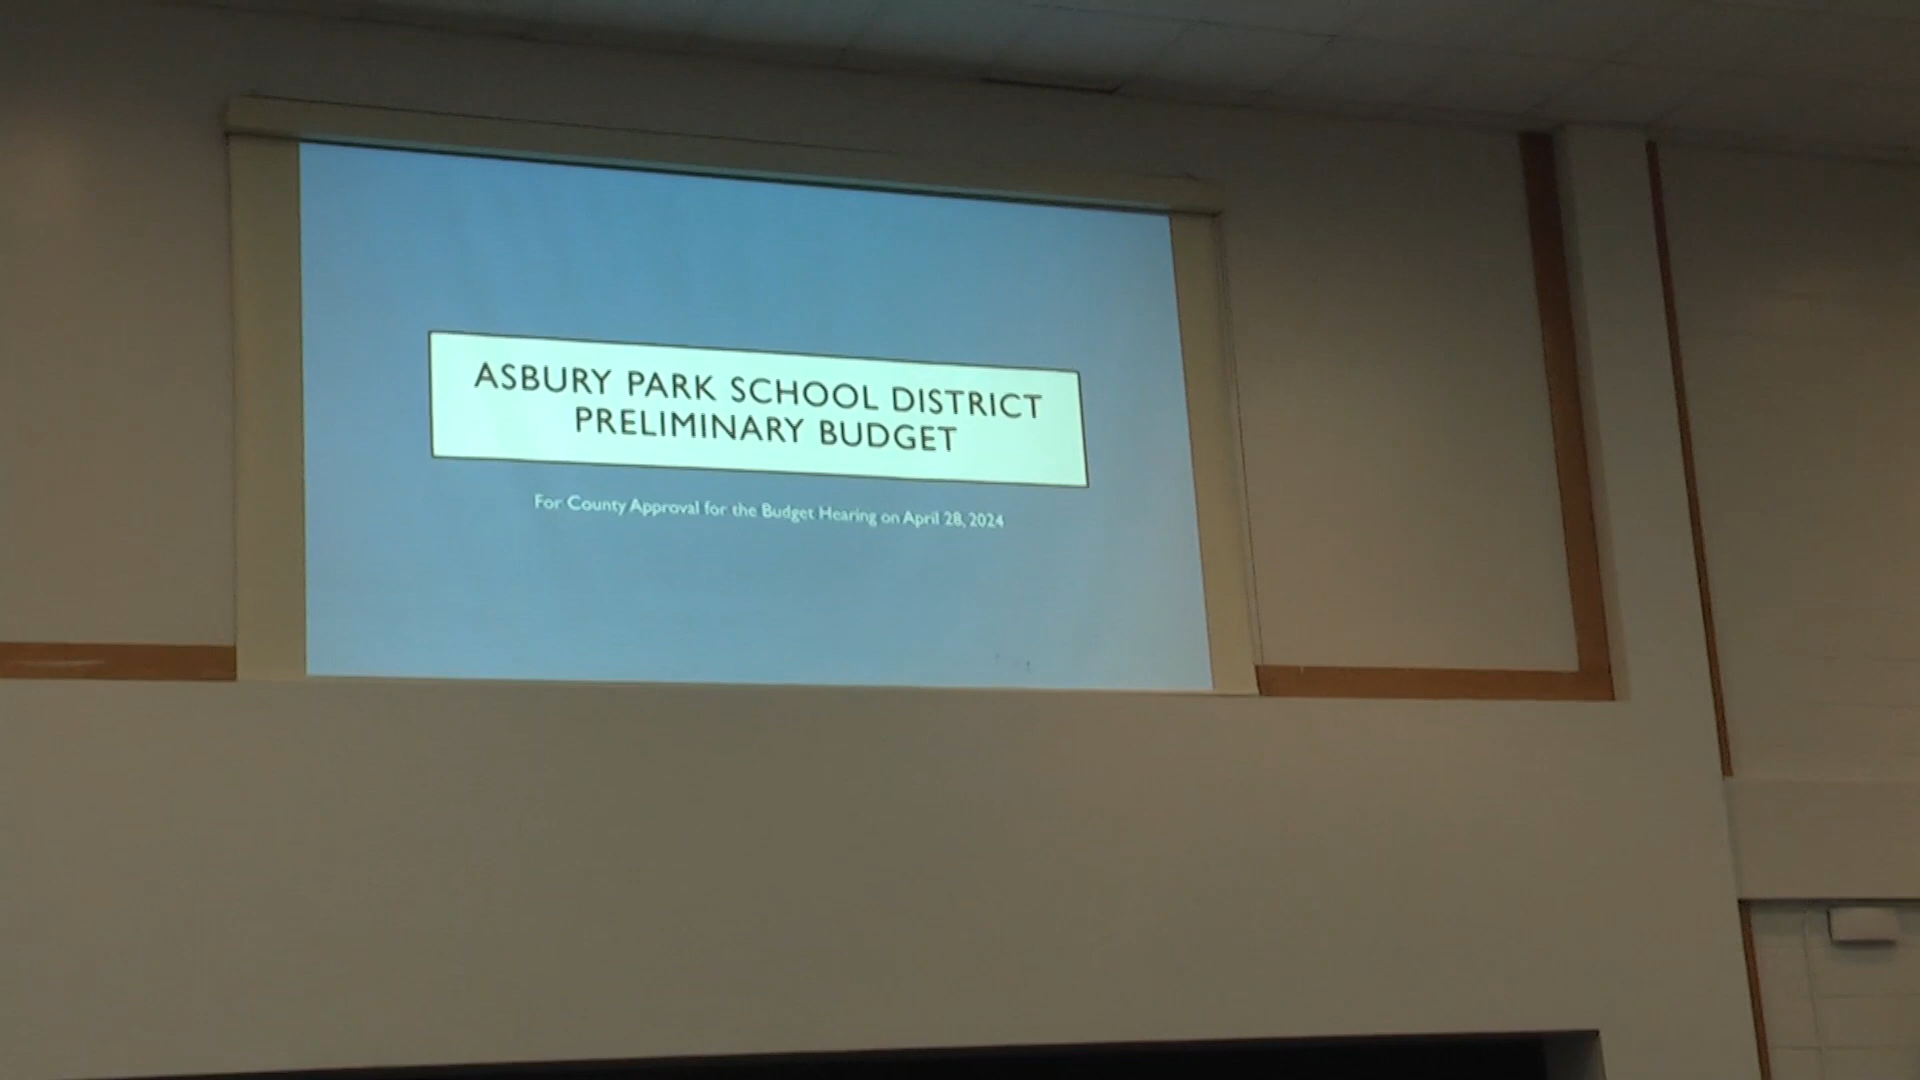 ASBURY PARK SCHOOL DISTRICT
PRELIMINARY BUDGET
For County Approval for the Budget Hearing on April 28, 2024